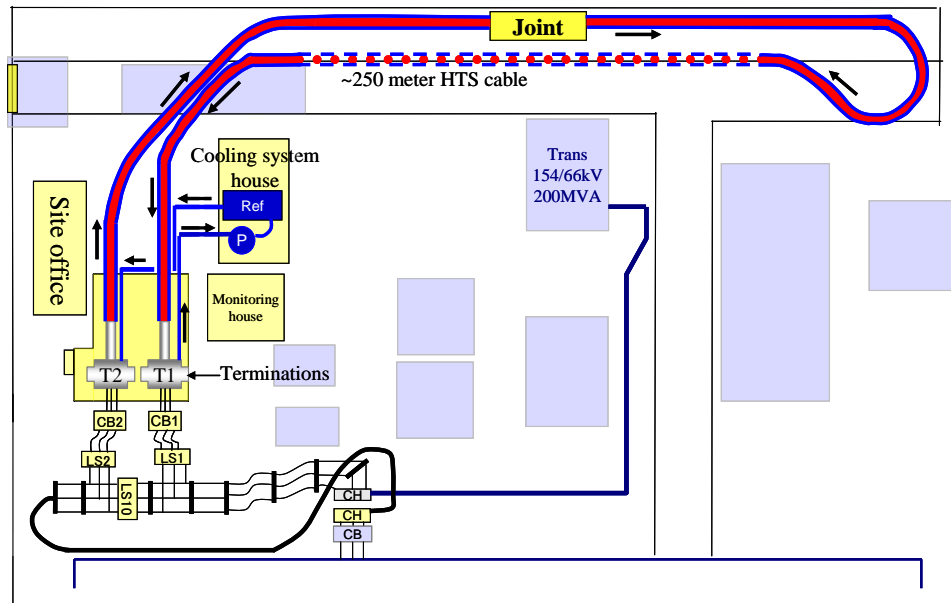 Joint
~250 meter HTS cable
Cooling system
house
Ref
P
Trans
154/66kV
200MVA
Site office
Monitoring
house
T2
T1
Terminations
CB2
CB1
LS2
LS1
LS10
CH
CH
CB